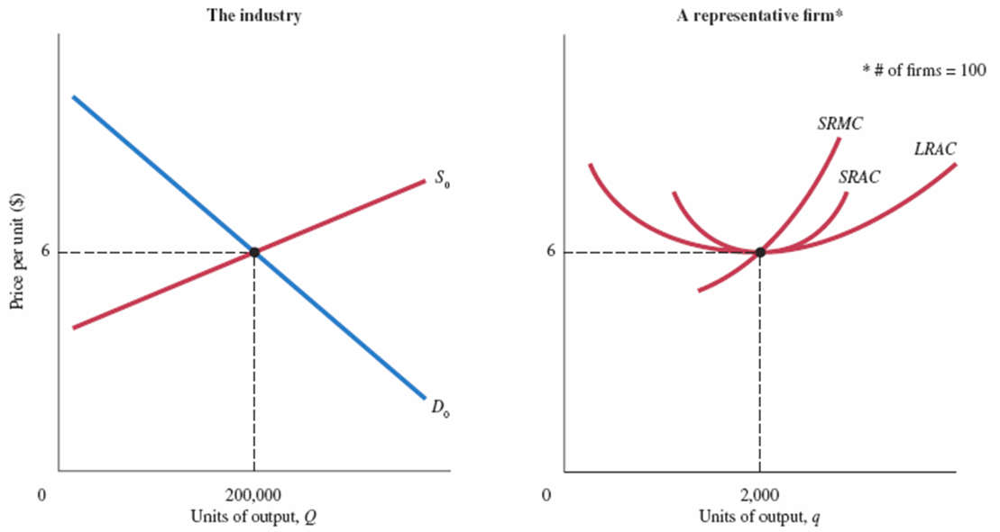 The industry
Price per unit ($)
6
S₀
D₀
0
200,000
Units of output, Q
A representative firm*
* # of firms = 100
SRMC
LRAC
SRAC
6
0
2,000
Units of output, q